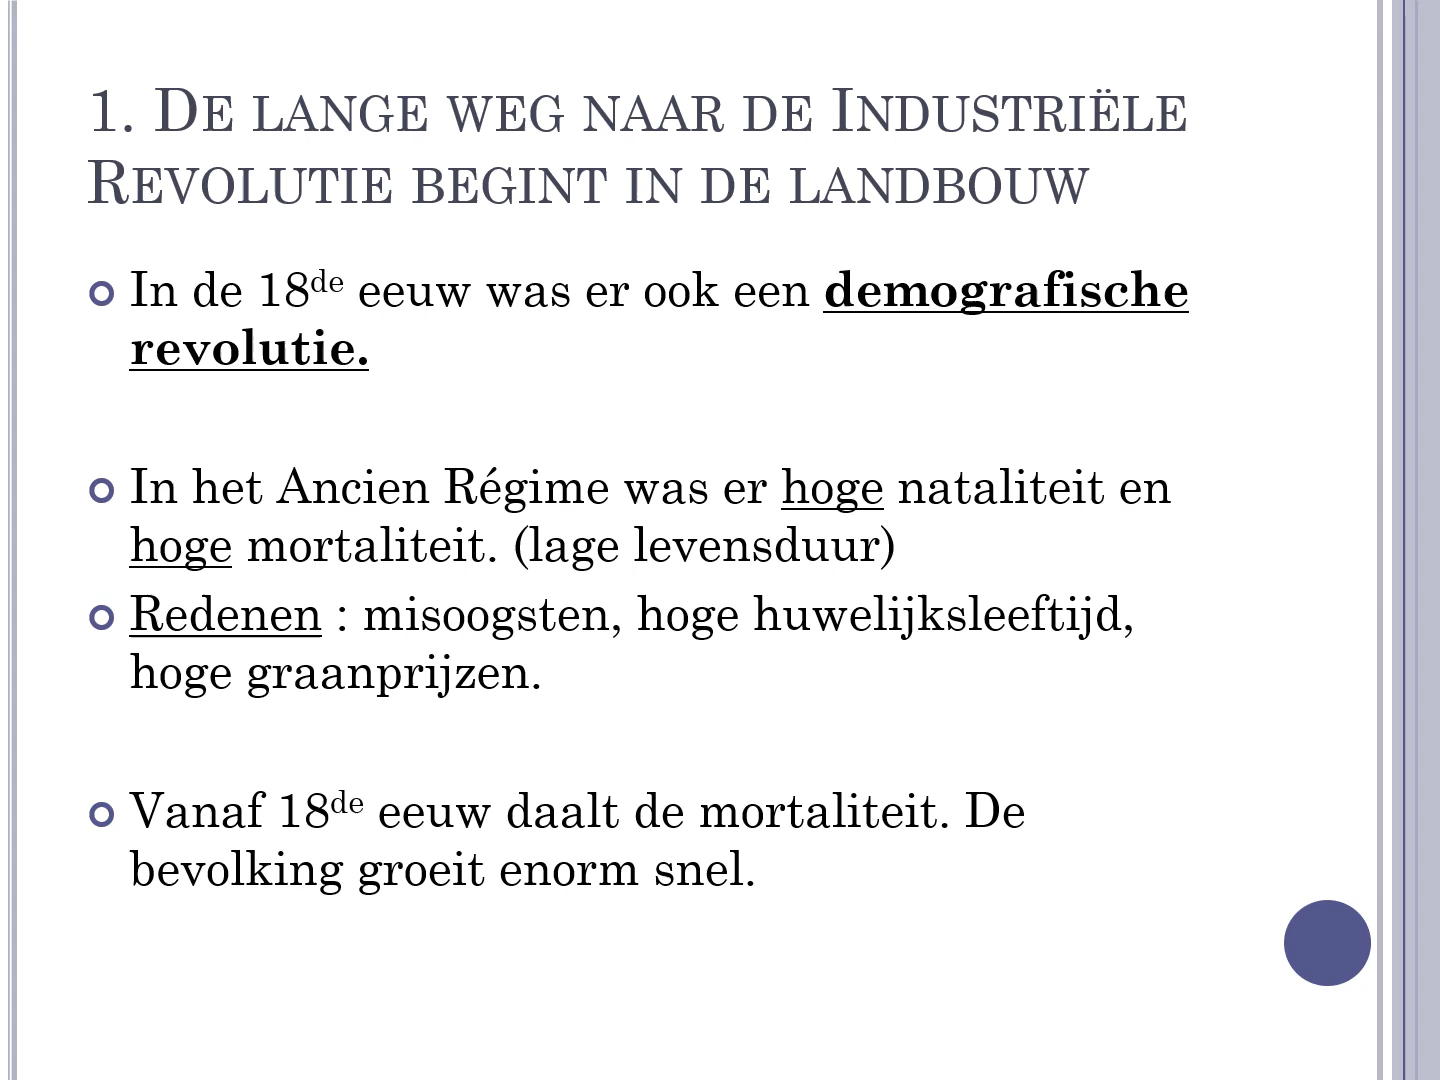 1. De lange weg naar de Industriële
Revolutie begint in de landbouw
In de 18de eeuw was er ook een demografische
revolutie.
In het Ancien Régime was er hoge nataliteit en
hoge mortaliteit. (lage levensduur)
Redenen : misoogsten, hoge huwelijksleeftijd,
hoge graanprijzen.
Vanaf 18de eeuw daalt de mortaliteit. De
bevolking groeit enorm snel.